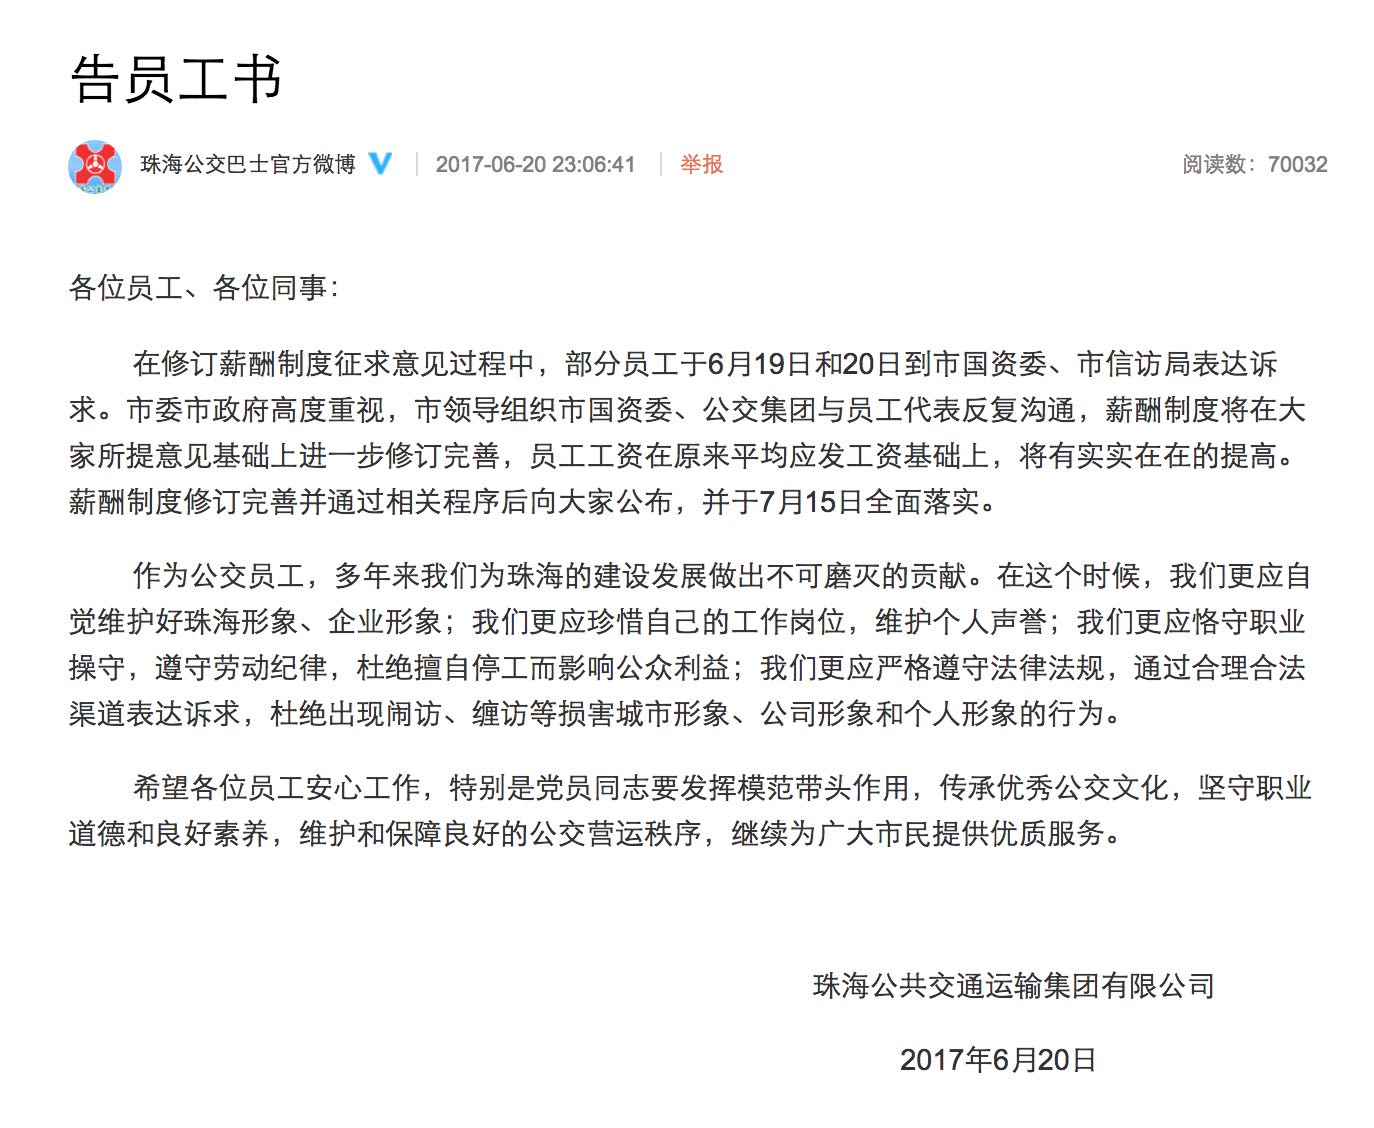 告员工书
珠海公交巴士官方微博 2017-06-20 23:06:41 举报 阅读数：70032
各位员工、各位同事：
在修订薪酬制度征求意见过程中，部分员工于6月19日和20日到市国资委、市信访局表达诉
求。市委市政府高度重视，市领导组织市国资委、公交集团与员工代表反复沟通，薪酬制度将在大
家所提意见基础上进一步修订完善，员工工资在原来平均应发工资基础上，将有实实在在的提高。
薪酬制度修订完善并通过相关程序后向大家公布，并于7月15日全面落实。
作为公交员工，多年来我们为珠海的建设发展做出不可磨灭的贡献。在这个时候，我们更应自
觉维护好珠海形象、企业形象；我们更应珍惜自己的工作岗位，维护个人声誉；我们更应恪守职业
操守，遵守劳动纪律，杜绝擅自停工而影响公众利益；我们更应严格遵守法律法规，通过合理合法
渠道表达诉求，杜绝出现闹访、缠访等损害城市形象、公司形象和个人形象的行为。
希望各位员工安心工作，特别是党员同志要发挥模范带头作用，传承优秀公交文化，坚守职业
道德和良好素养，维护和保障良好的公交营运秩序，继续为广大市民提供优质服务。
珠海公共交通运输集团有限公司
2017年6月20日